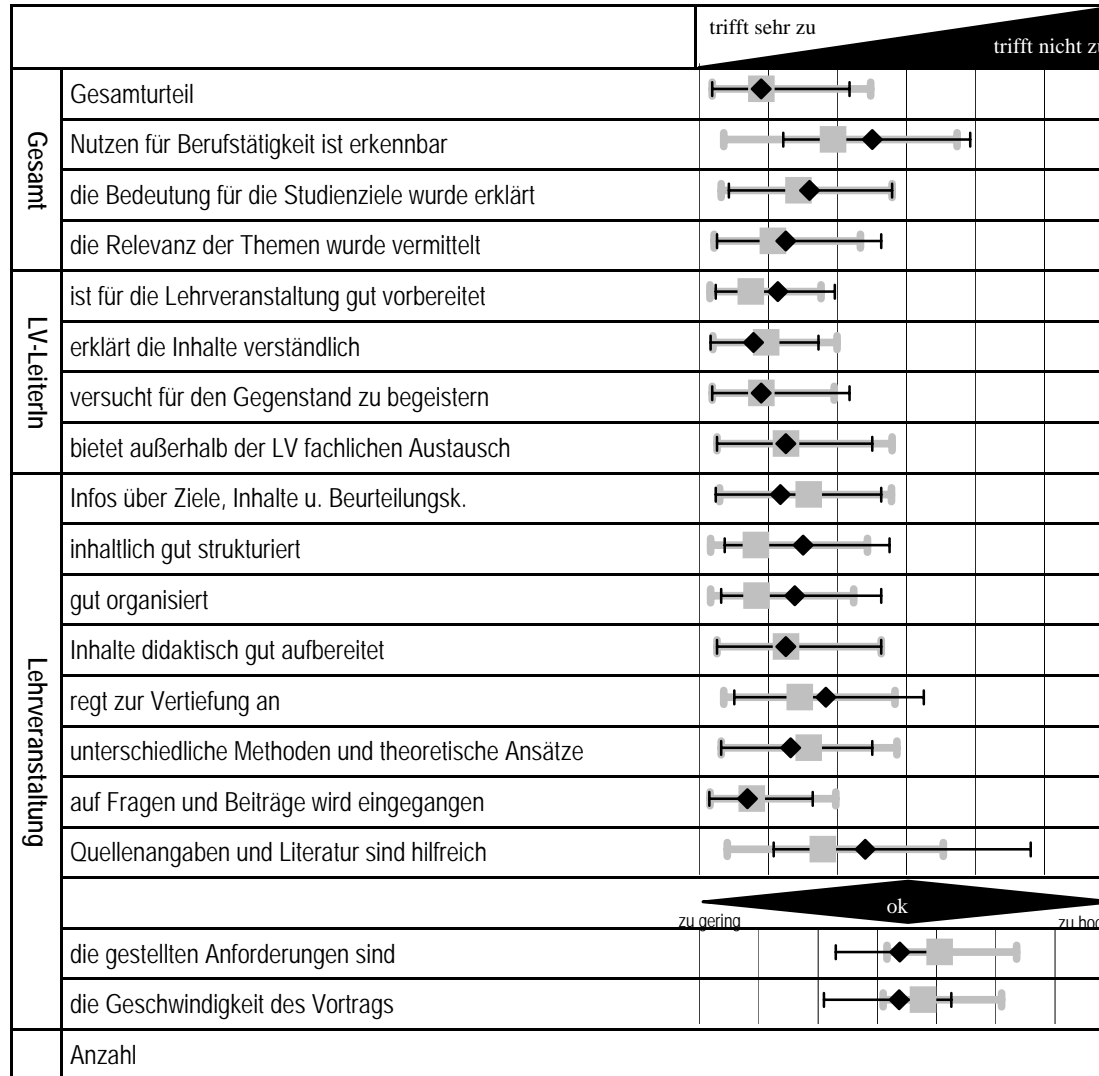 trifft sehr zu
trifft nicht zu
Gesamt
Gesamturteil
Nutzen für Berufstätigkeit ist erkennbar
die Bedeutung für die Studienziele wurde erklärt
die Relevanz der Themen wurde vermittelt
LV-LeiterIn
ist für die Lehrveranstaltung gut vorbereitet
erklärt die Inhalte verständlich
versucht für den Gegenstand zu begeistern
bietet außerhalb der LV fachlichen Austausch
Lehrveranstaltung
Infos über Ziele, Inhalte u. Beurteilungsk.
inhaltlich gut strukturiert
gut organisiert
Inhalte didaktisch gut aufbereitet
regt zur Vertiefung an
unterschiedliche Methoden und theoretische Ansätze
auf Fragen und Beiträge wird eingegangen
Quellenangaben und Literatur sind hilfreich
zu gering
ok
zu hoc
die gestellten Anforderungen sind
die Geschwindigkeit des Vortrags
Anzahl